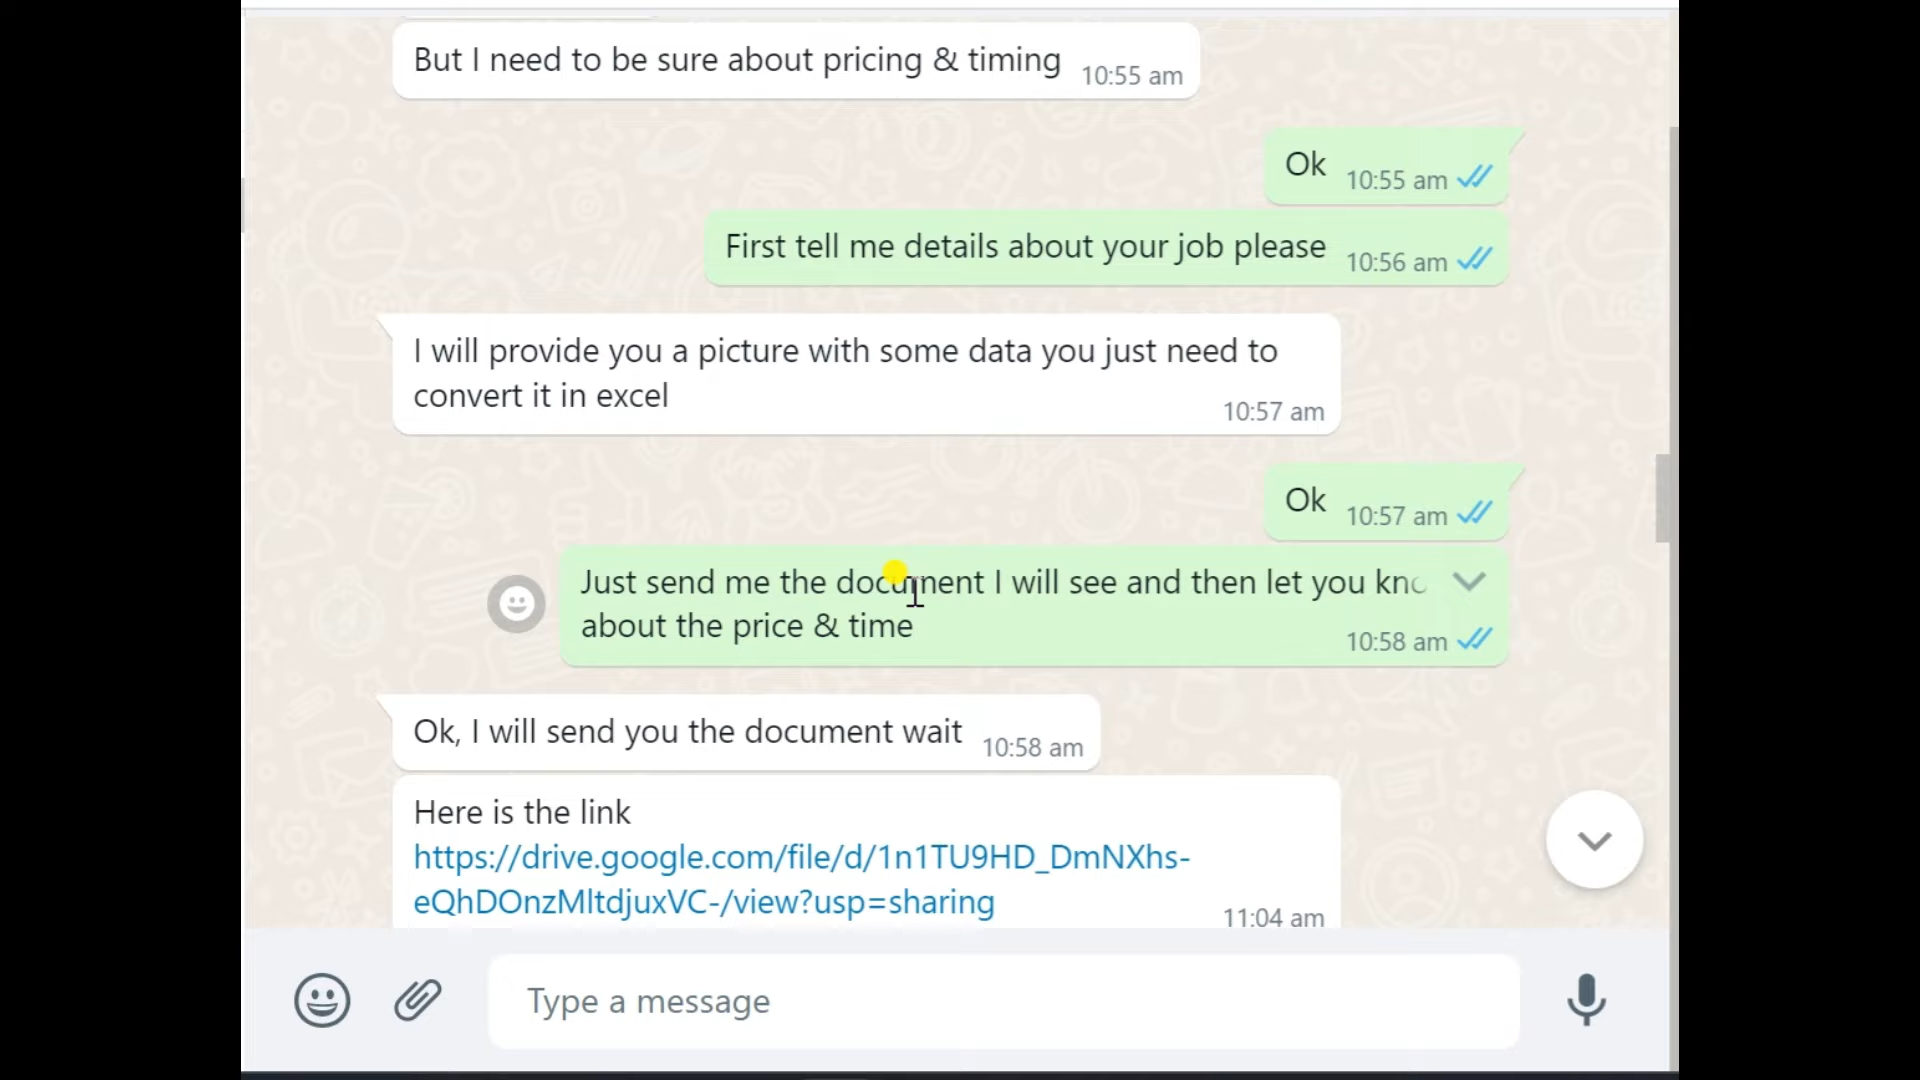 But I need to be sure about pricing & timing 10:55 am
Ok 10:55 am
First tell me details about your job please 10:56 am
I will provide you a picture with some data you just need to
convert it in excel
10:57 am
Ok 10:57 am
Just send me the document I will see and then let you
about the price & time
10:58 am
Ok, I will send you the document wait 10:58 am
Here is the link
https://drive.google.com/file/d/1n1TU9HD_DmNXhs-
eQhDOnzMltdjuxVC-/view?usp=sharing
11:04 am
Type a message